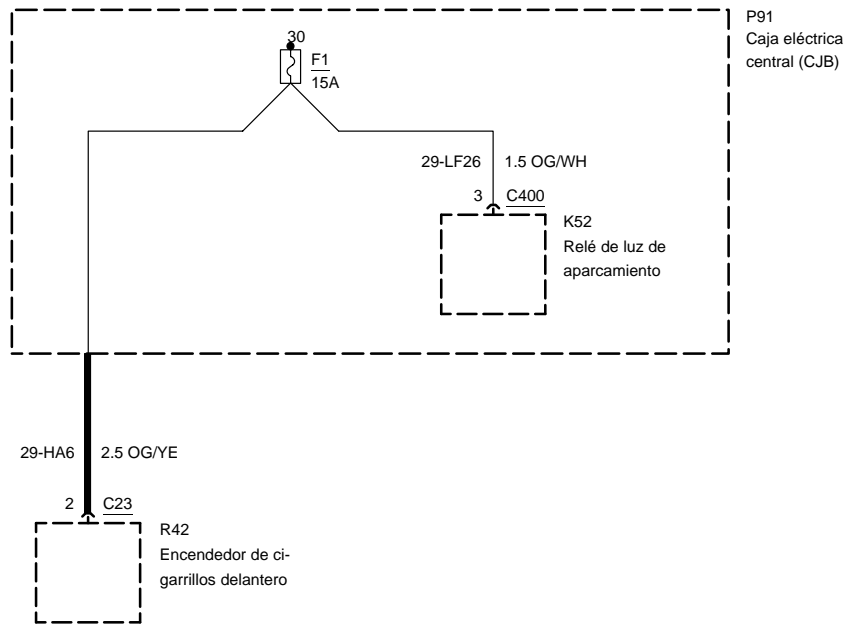 P91
Caja eléctrica
central (CJB)
30
F1
15A
29-LF26 1.5 OG/WH
3 C400
K52
Relé de luz de
aparcamiento
29-HA6 2.5 OG/YE
2 C23
R42
Encendedor de ci-
garrillos delantero